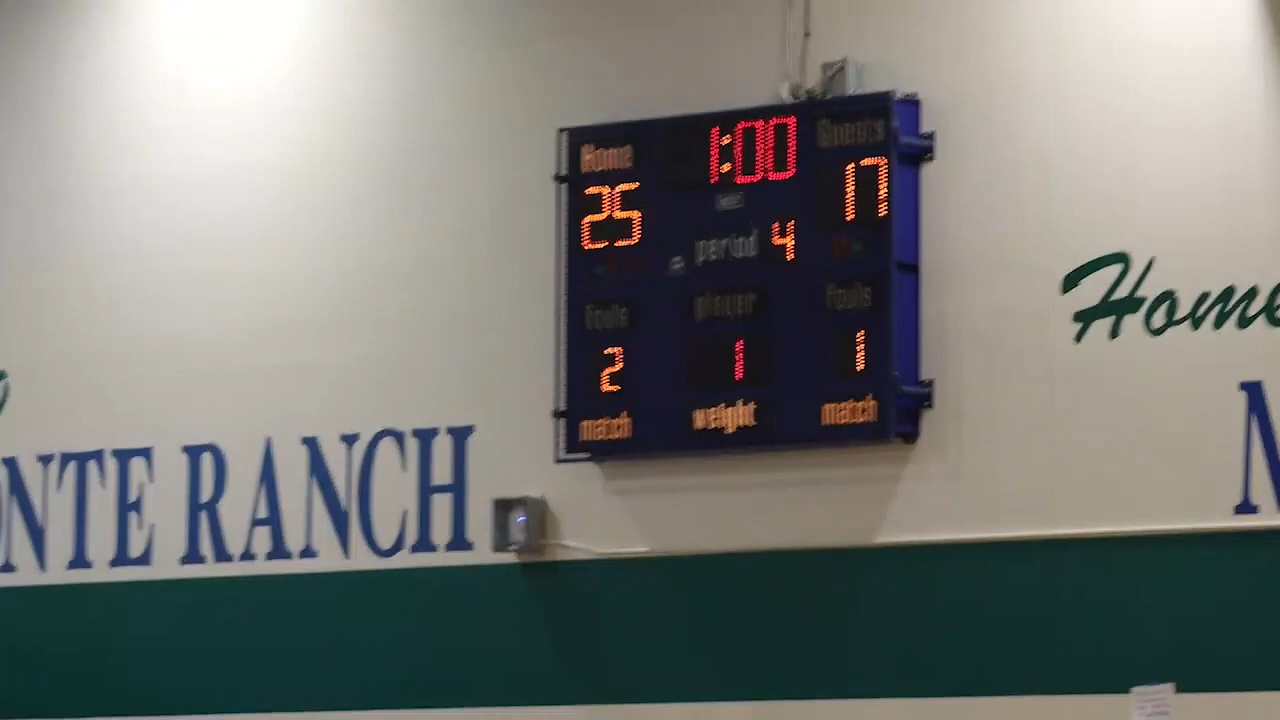 Home 1:00 Guests
25 17
period 4
fouls player fouls
2 1 1
match weight match
Home
NTE RANCH